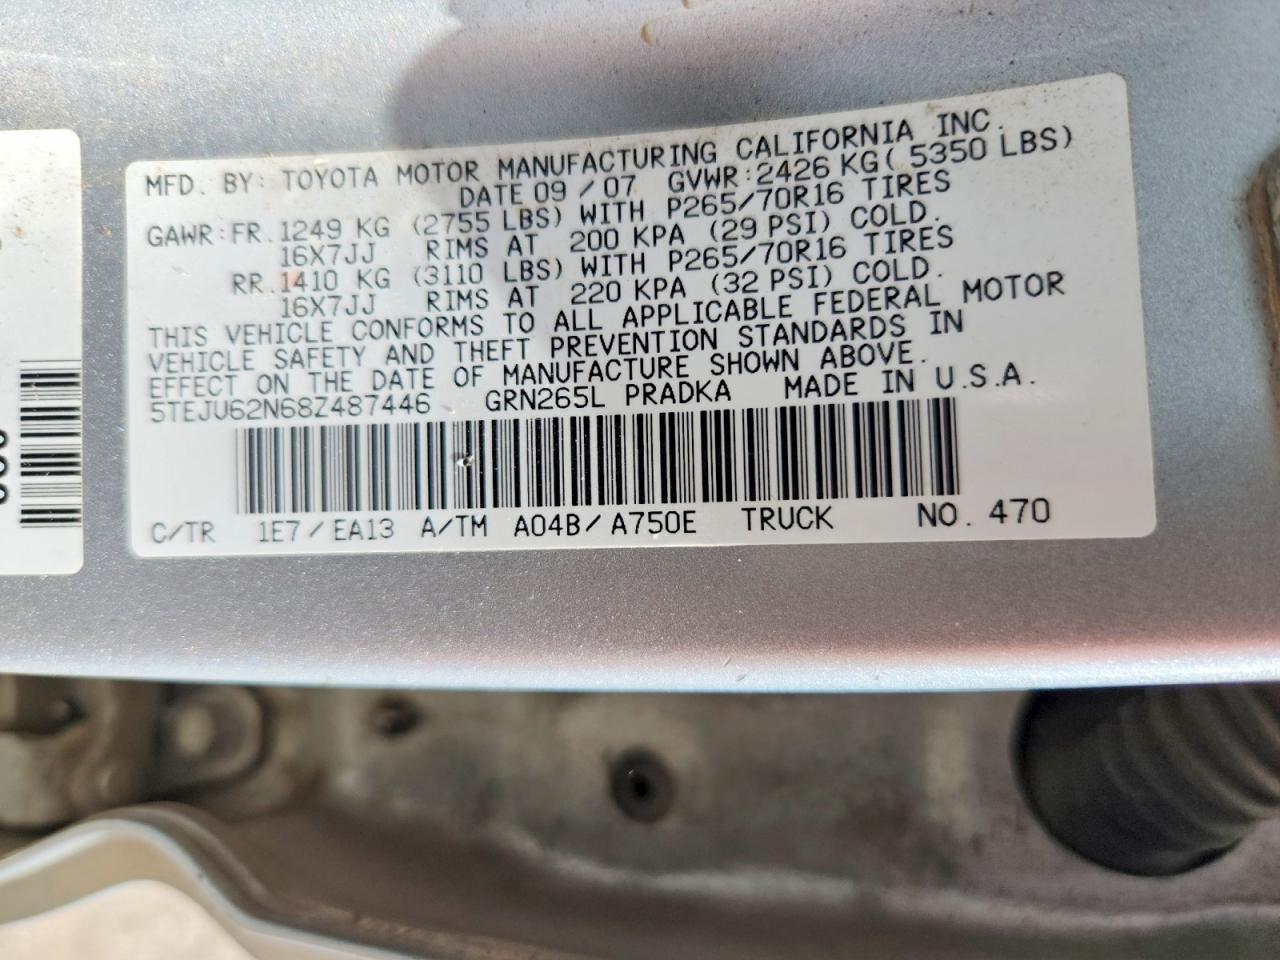 MFD. BY: TOYOTA MOTOR MANUFACTURING CALIFORNIA INC.
DATE 09 / 07 GVWR: 2426 KG( 5350 LBS)
GAWR: FR. 1249 KG (2755 LBS) WITH P265/70R16 TIRES
16X7JJ RIMS AT 200 KPA (29 PSI) COLD.
RR. 1410 KG (3110 LBS) WITH P265/70R16 TIRES
16X7JJ RIMS AT 220 KPA (32 PSI) COLD.
THIS VEHICLE CONFORMS TO ALL APPLICABLE FEDERAL MOTOR
VEHICLE SAFETY AND THEFT PREVENTION STANDARDS IN
EFFECT ON THE DATE OF MANUFACTURE SHOWN ABOVE.
5TEJU62N68Z487446 GRN265L PRADKA MADE IN U.S.A.
C/TR 1E7 / EA13 A/TM A04B / A750E TRUCK NO. 470